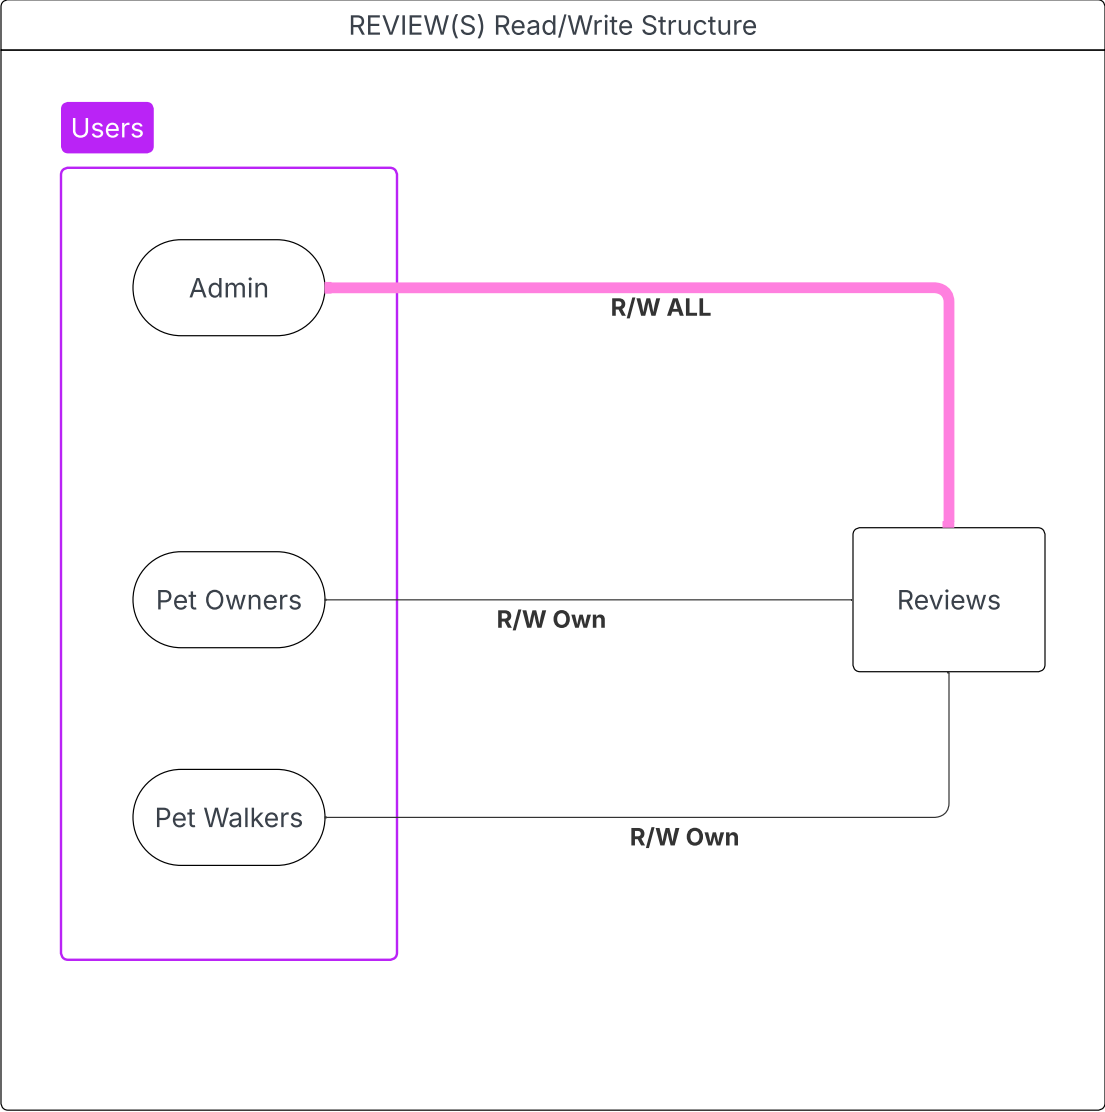 REVIEW(S) Read/Write Structure
Users
Admin
R/W ALL
Pet Owners
R/W Own
Reviews
Pet Walkers
R/W Own